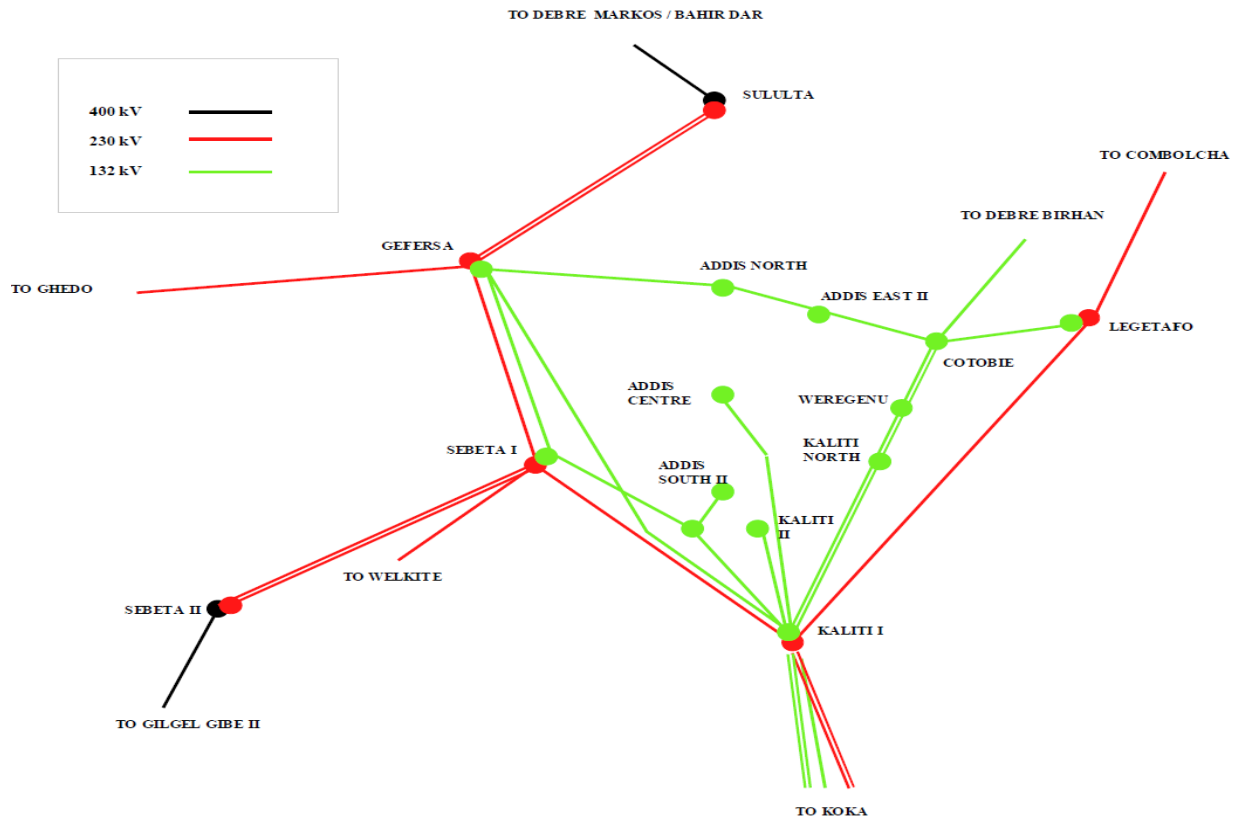 TO DEBRE MARKOS / BAHIR DAR
400 kV
230 kV
132 kV
SULULTA
TO COMBOLCHA
TO DEBRE BIRHAN
GEFERSA
ADDIS NORTH
TO GHEDO
ADDIS EAST II
LEGETAFO
COTOBIE
ADDIS
CENTRE
WEREGENU
KALITI
NORTH
SEBETA I
ADDIS
SOUTH II
KALITI
II
TO WELKITE
SEBETA II
KALITI I
TO GILGEL GIBE II
TO KOKA